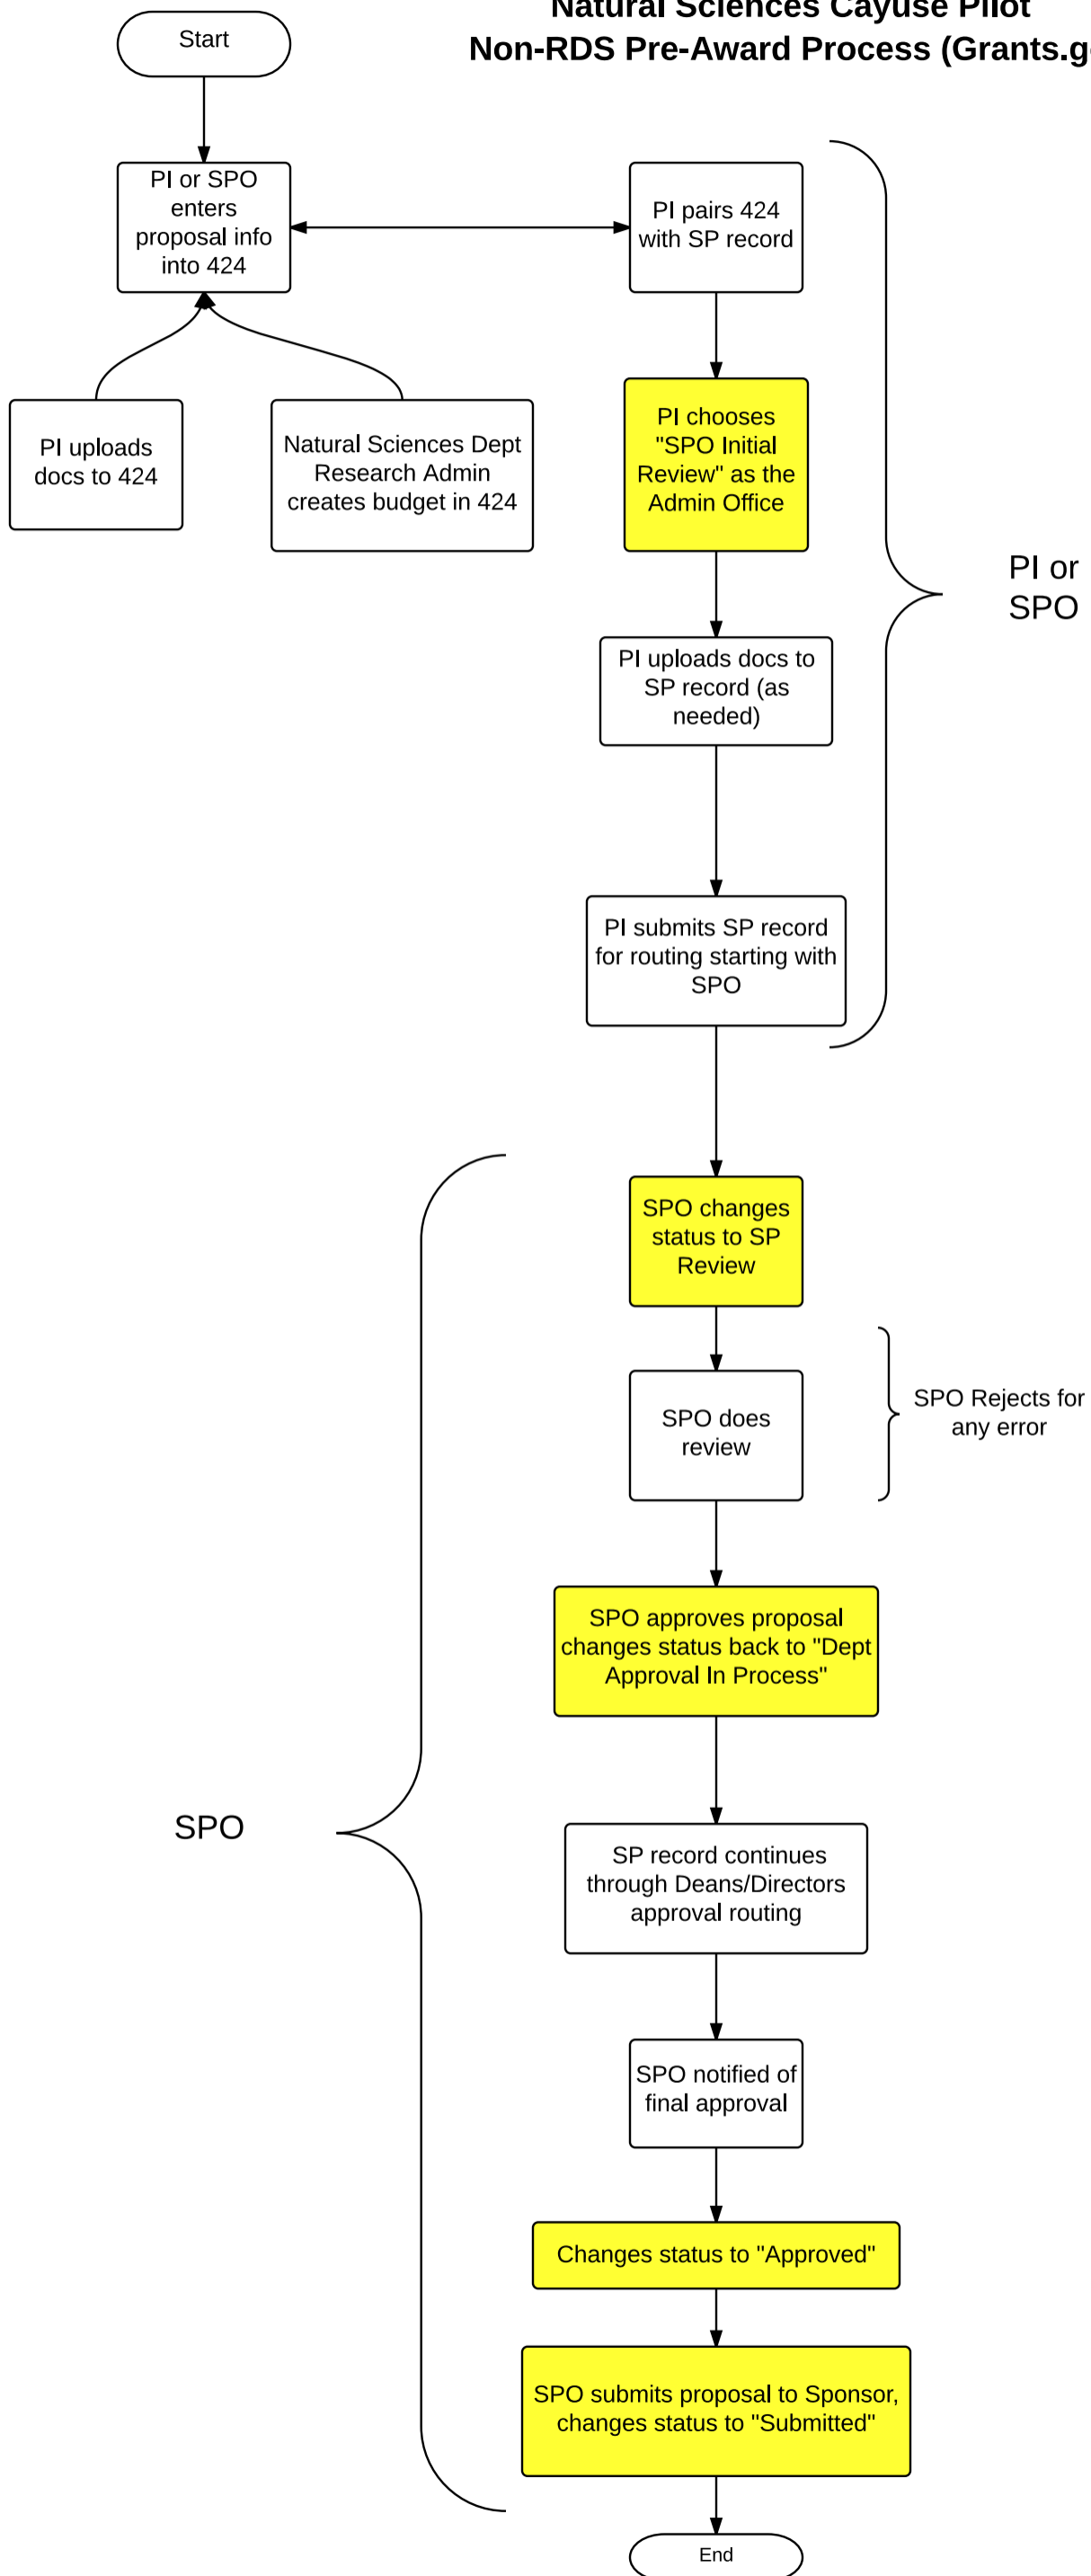 Natural Sciences Cayuse Pilot
Non-RDS Pre-Award Process (Grants.g
Start
PI or SPO
enters
proposal info
into 424
PI pairs 424
with SP record
PI uploads
docs to 424
Natural Sciences Dept
Research Admin
creates budget in 424
PI chooses
"SPO Initial
Review" as the
Admin Office
PI or
SPO
PI uploads docs to
SP record (as
needed)
PI submits SP record
for routing starting with
SPO
SPO changes
status to SP
Review
SPO does
review
SPO Rejects for
any error
SPO approves proposal
changes status back to "Dept
Approval In Process"
SPO
SP record continues
through Deans/Directors
approval routing
SPO notified of
final approval
Changes status to "Approved"
SPO submits proposal to Sponsor,
changes status to "Submitted"
End